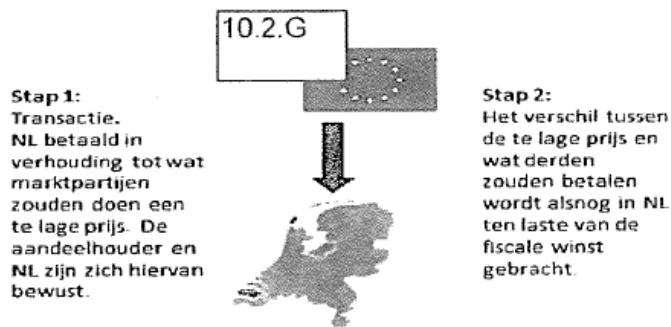 10.2.G
Stap 1:
Transactie.
NL betaald in
verhouding tot wat
marktpartijen
zouden doen een
te lage prijs. De
aandeelhouder en
NL zijn zich hiervan
bewust.
Stap 2:
Het verschil tussen
de te lage prijs en
wat derden
zouden betalen
wordt alsnog in NL
ten laste van de
fiscale winst
gebracht.